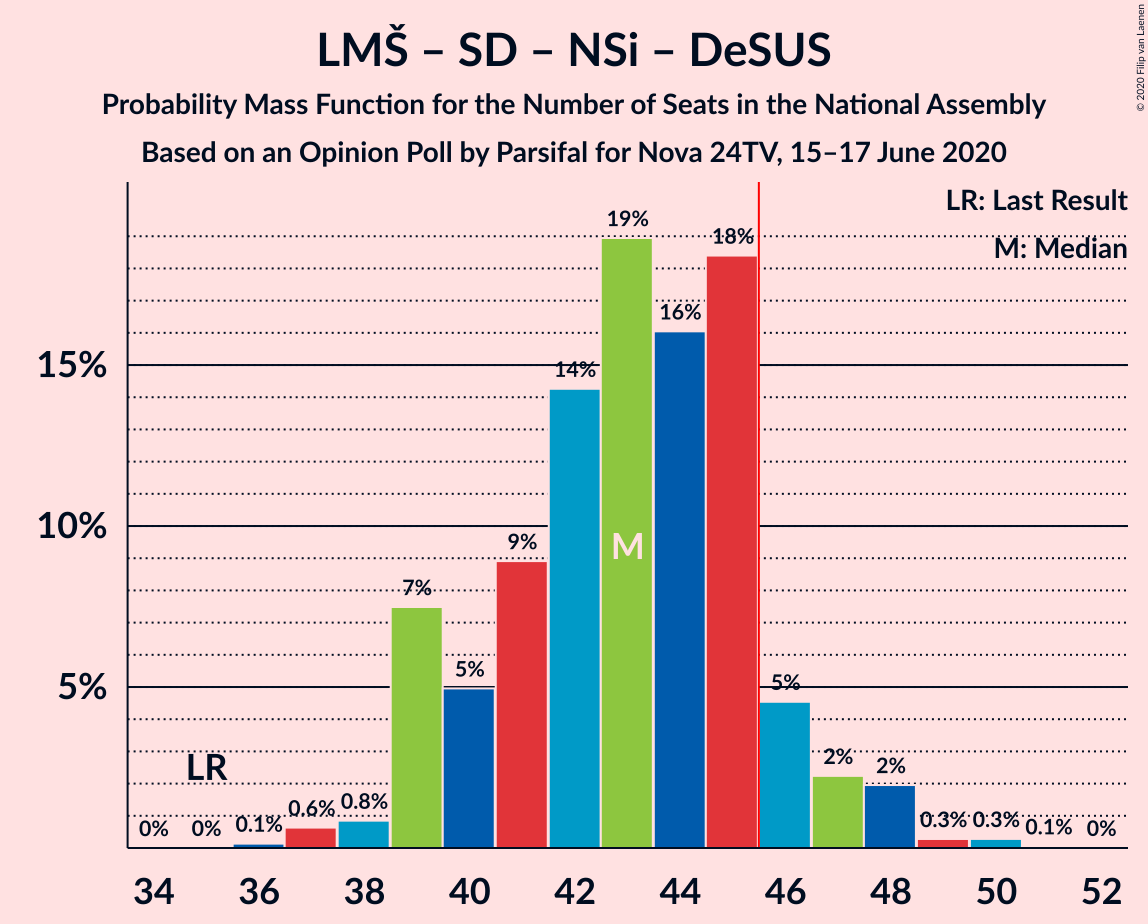 LMŠ – SD – NSi – DeSUS
Probability Mass Function for the Number of Seats in the National Assembly
Based on an Opinion Poll by Parsifal for Nova 24TV, 15–17 June 2020
© 2020 Filip van Laenen
LR: Last Result
M: Median
15%
10%
5%
0%
0%
0.1%
0.6%
0.8%
7%
5%
9%
14%
19%
16%
18%
5%
2%
2%
0.3%
0.3%
0.1%
0%
LR
M
34 36 38 40 42 44 46 48 50 52